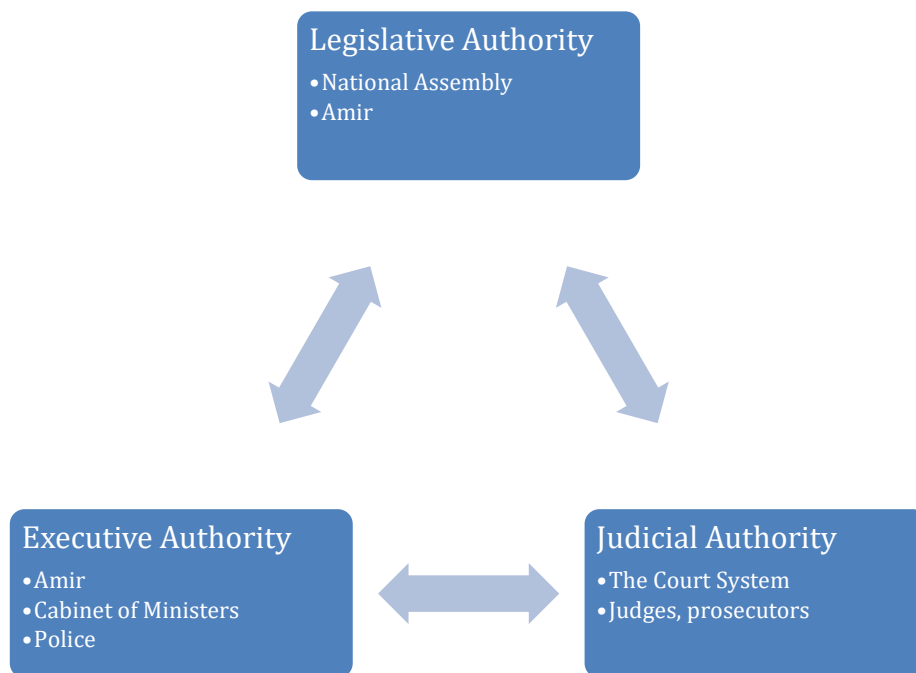 Legislative Authority
•National Assembly
•Amir
Executive Authority
•Amir
•Cabinet of Ministers
•Police
Judicial Authority
•The Court System
•Judges, prosecutors